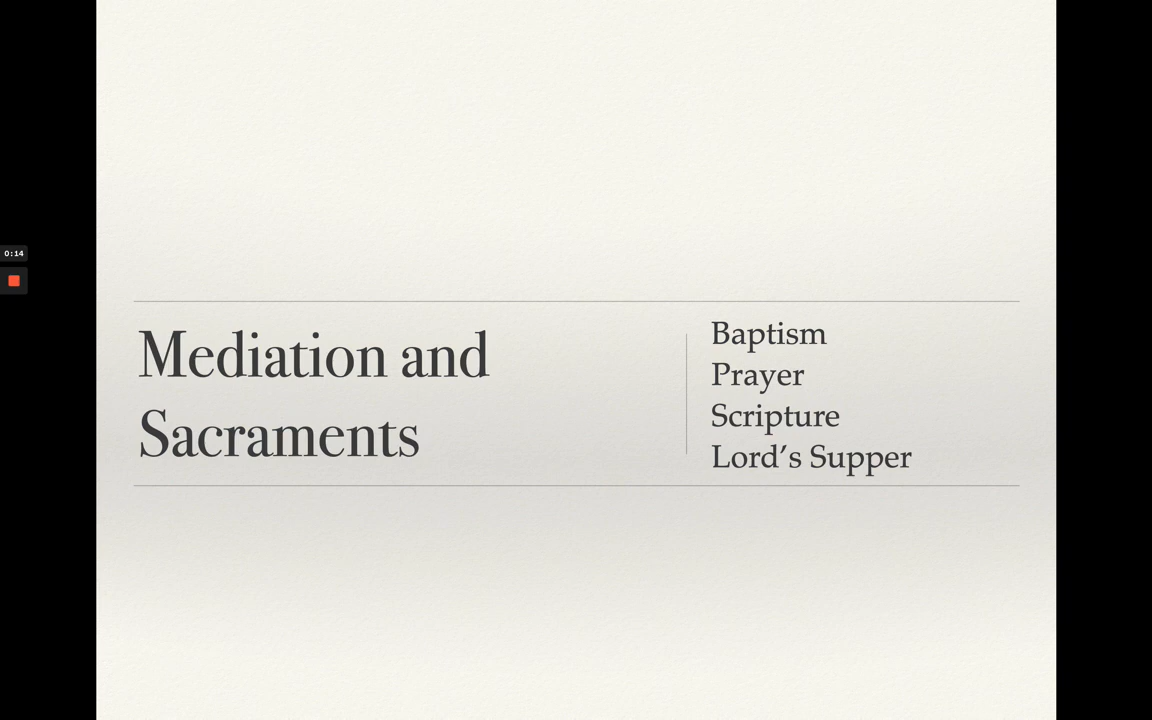 0:14
Mediation and
Sacraments
Baptism
Prayer
Scripture
Lord’s Supper